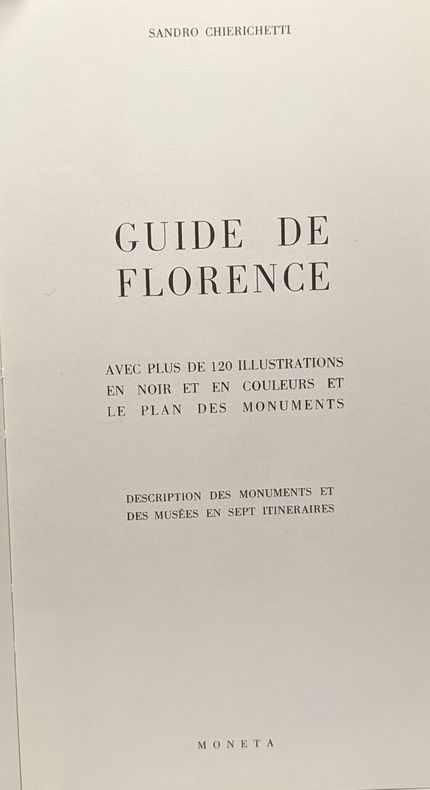 SANDRO CHIERICHETTI
GUIDE DE
FLORENCE
AVEC PLUS DE 120 ILLUSTRATIONS
EN NOIR ET EN COULEURS ET
LE PLAN DES MONUMENTS
DESCRIPTION DES MONUMENTS ET
DES MUSÉES EN SEPT ITINERAIRES
MONETA